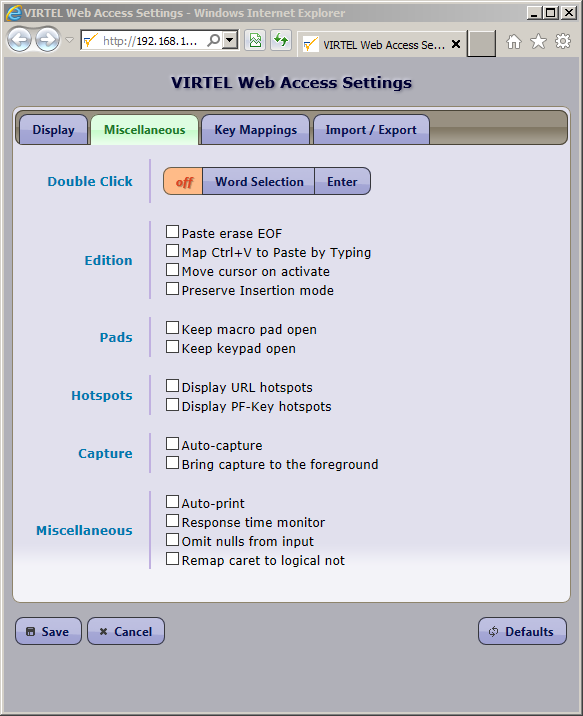 VIRTEL Web Access Settings - Windows Internet Explorer
http://192.168.1...
VIRTEL Web Access Se...
VIRTEL Web Access Settings
Display Miscellaneous Key Mappings Import / Export
Double Click off Word Selection Enter
Edition
Paste erase EOF
Map Ctrl+V to Paste by Typing
Move cursor on activate
Preserve Insertion mode
Pads
Keep macro pad open
Keep keypad open
Hotspots
Display URL hotspots
Display PF-Key hotspots
Capture
Auto-capture
Bring capture to the foreground
Miscellaneous
Auto-print
Response time monitor
Omit nulls from input
Remap caret to logical not
Save Cancel Defaults